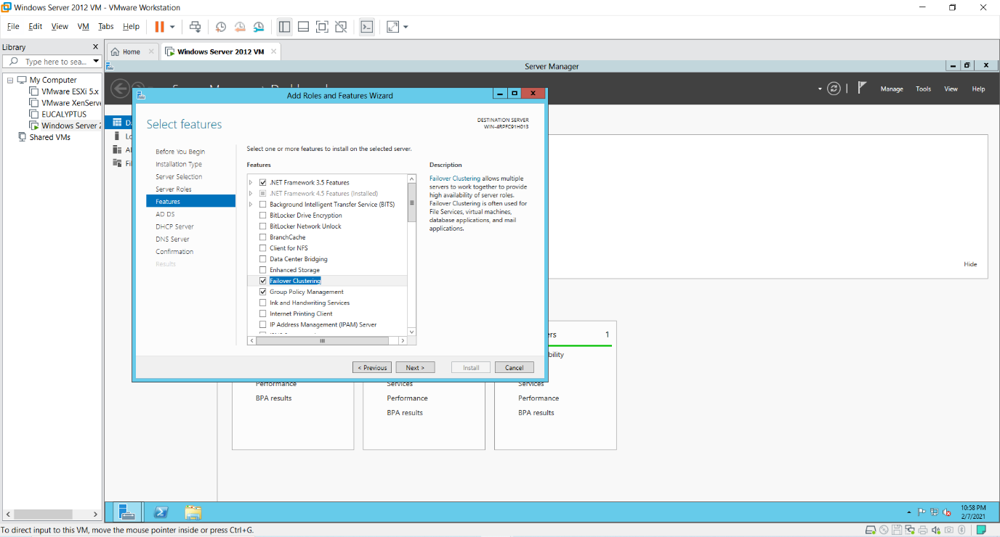 Windows Server 2012 VM - VMware Workstation
File Edit View VM Tabs Help
Library
Type here to sea...
My Computer
VMware ESXi 5.x
VMware XenServe
EUCALYPTUS
Windows Server 2
Shared VMs
Home
Windows Server 2012 VM
Server Manager
Manage Tools View Help
Add Roles and Features Wizard
Select features
DESTINATION SERVER
WIN-4RPFC91H013
Before You Begin
Installation Type
Server Selection
Server Roles
Features
AD DS
DHCP Server
DNS Server
Confirmation
Results
Select one or more features to install on the selected server.
Features
.NET Framework 3.5 Features
.NET Framework 4.5 Features (Installed)
Background Intelligent Transfer Service (BITS)
BitLocker Drive Encryption
BitLocker Network Unlock
BranchCache
Client for NFS
Data Center Bridging
Enhanced Storage
Failover Clustering
Group Policy Management
Ink and Handwriting Services
Internet Printing Client
IP Address Management (IPAM) Server
Description
Failover Clustering allows multiple
servers to work together to provide
high availability of server roles.
Failover Clustering is often used for
File Services, virtual machines,
database applications, and mail
applications.
< Previous Next > Install Cancel
Hide
ers 1
bility
Performance
BPA results
Services
Performance
BPA results
Services
Performance
BPA results
10:58 PM
2/7/2021
To direct input to this VM, move the mouse pointer inside or press Ctrl+G.